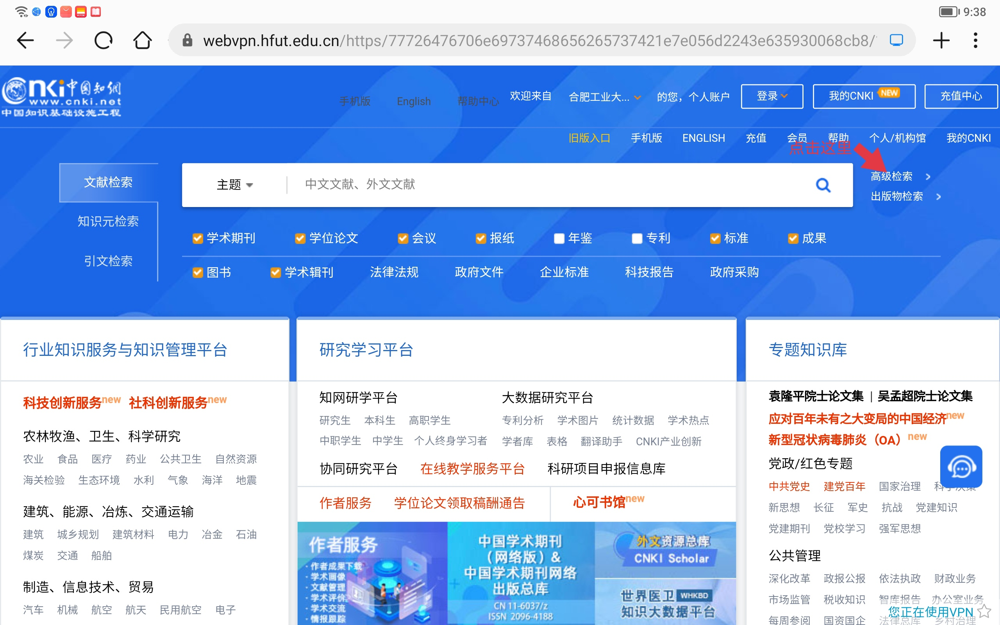 9:38
webvpn.hfut.edu.cn/https/77726476706e69737468656265737421e7e056d2243e635930068cb8/
cnki中国知網
www.cnki.net
中国知识基础设施工程
手机版 English 帮助中心 欢迎来自 合肥工业大... 的您，个人账户 登录 我的CNKI NEW 充值中心
旧版入口 手机版 ENGLISH 充值 会员 帮助 个人/机构馆 我的CNKI
点击这里
文献检索 主题 中文文献、外文文献 高级检索 >
出版物检索 >
知识元检索
学术期刊 学位论文 会议 报纸 年鉴 专利 标准 成果
引文检索
图书 学术辑刊 法律法规 政府文件 企业标准 科技报告 政府采购
行业知识服务与知识管理平台
科技创新服务new 社科创新服务new
农林牧渔、卫生、科学研究
农业 食品 医疗 药业 公共卫生 自然资源
海关检验 生态环境 水利 气象 海洋 地震
建筑、能源、冶炼、交通运输
建筑 城乡规划 建筑材料 电力 冶金 石油
煤炭 交通 船舶
制造、信息技术、贸易
汽车 机械 航空 航天 民用航空 电子
研究学习平台
知网研学平台 大数据研究平台
研究生 本科生 高职学生 专利分析 学术图片 统计数据 学术热点
中职学生 中学生 个人终身学习者 学者库 表格 翻译助手 CNKI产业创新
协同研究平台 在线教学服务平台 科研项目申报信息库
作者服务 学位论文领取稿酬通告 心可书馆new
作者服务
· 作者成果下载
· 学术画像
· 文献管理
· 学术评价
· 学术交流
· 情报跟踪
中国学术期刊
（网络版）&
中国学术期刊网络
出版总库
CN 11-6037/z
ISSN 2096-4188
外文资源总库
CNKI Scholar
世界医卫 WHKBD
知识大数据平台
专题知识库
袁隆平院士论文集 | 吴孟超院士论文集
应对百年未有之大变局的中国经济new
新型冠状病毒肺炎（OA）new
党政/红色专题
中共党史 建党百年 国家治理 科学决策
新思想 长征 军史 抗战 党建知识
党建期刊 党校学习 强军思想
公共管理
深化改革 政报公报 依法执政 财政业务
市场监管 税收知识 智库报告 办公室业务
您正在使用VPN
每周参阅 国资国企 法律总库 乡村治理